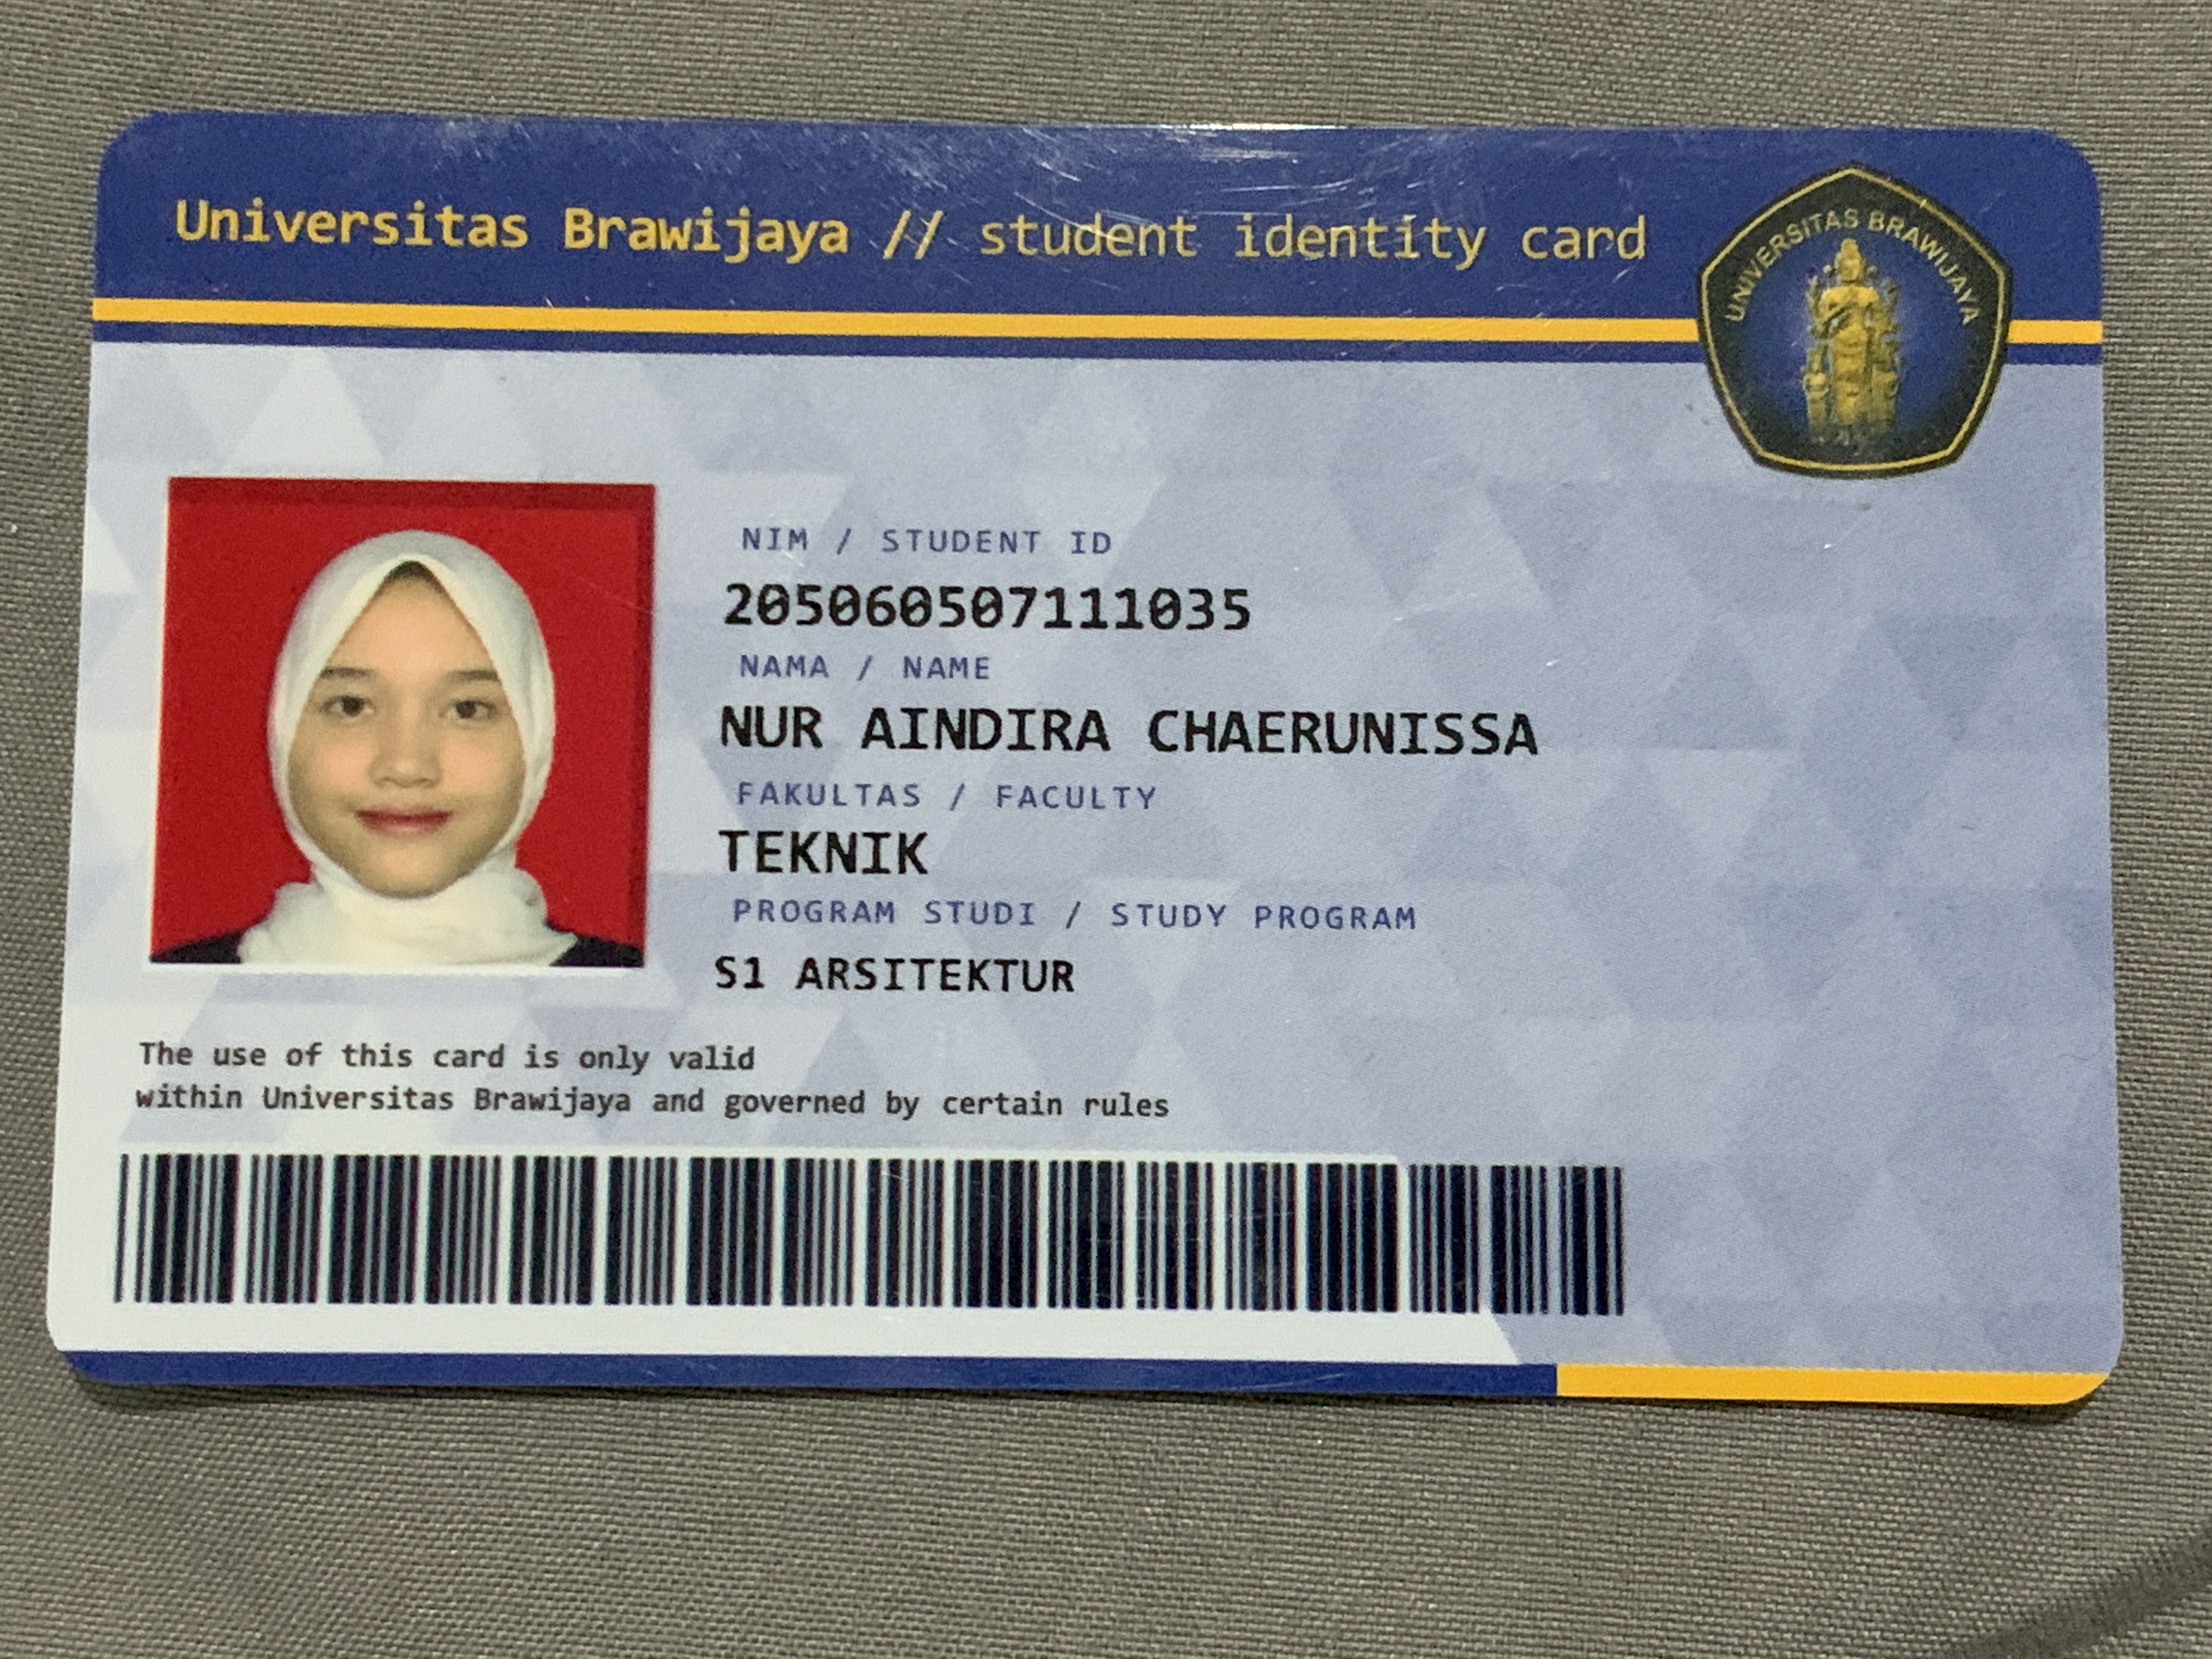 Universitas Brawijaya // student identity card
UNIVERSITAS BRAWIJAYA
NIM / STUDENT ID
205060507111035
NAMA / NAME
NUR AINDIRA CHAERUNISSA
FAKULTAS / FACULTY
TEKNIK
PROGRAM STUDI / STUDY PROGRAM
S1 ARSITEKTUR
The use of this card is only valid
within Universitas Brawijaya and governed by certain rules